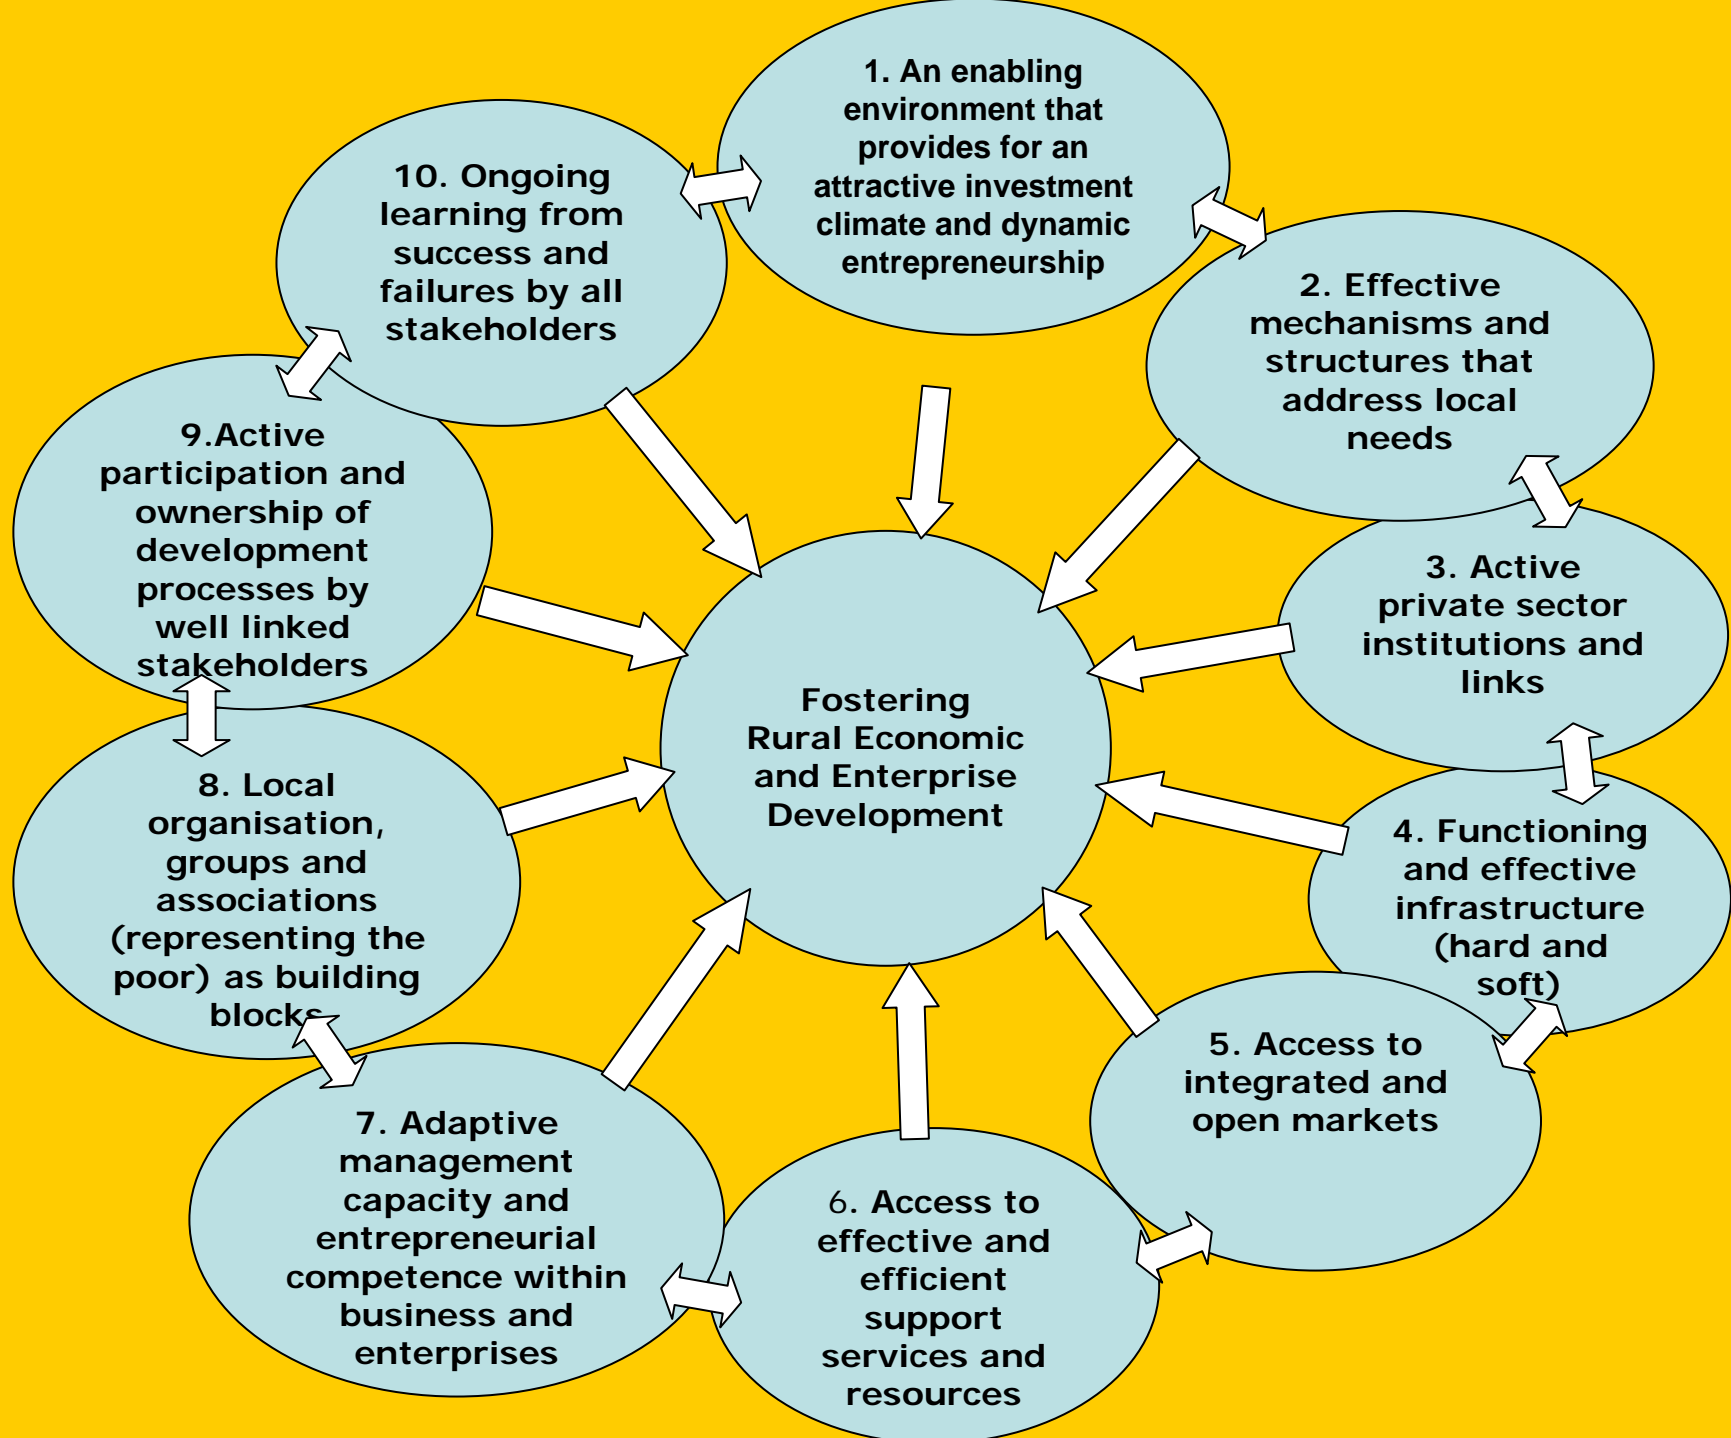 1. An enabling
environment that
provides for an
attractive investment
climate and dynamic
entrepreneurship
2. Effective
mechanisms and
structures that
address local
needs
3. Active
private sector
institutions and
links
4. Functioning
and effective
infrastructure
(hard and
soft)
5. Access to
integrated and
open markets
6. Access to
effective and
efficient
support
services and
resources
7. Adaptive
management
capacity and
entrepreneurial
competence within
business and
enterprises
8. Local
organisation,
groups and
associations
(representing the
poor) as building
blocks
9.Active
participation and
ownership of
development
processes by
well linked
stakeholders
10. Ongoing
learning from
success and
failures by all
stakeholders
Fostering
Rural Economic
and Enterprise
Development